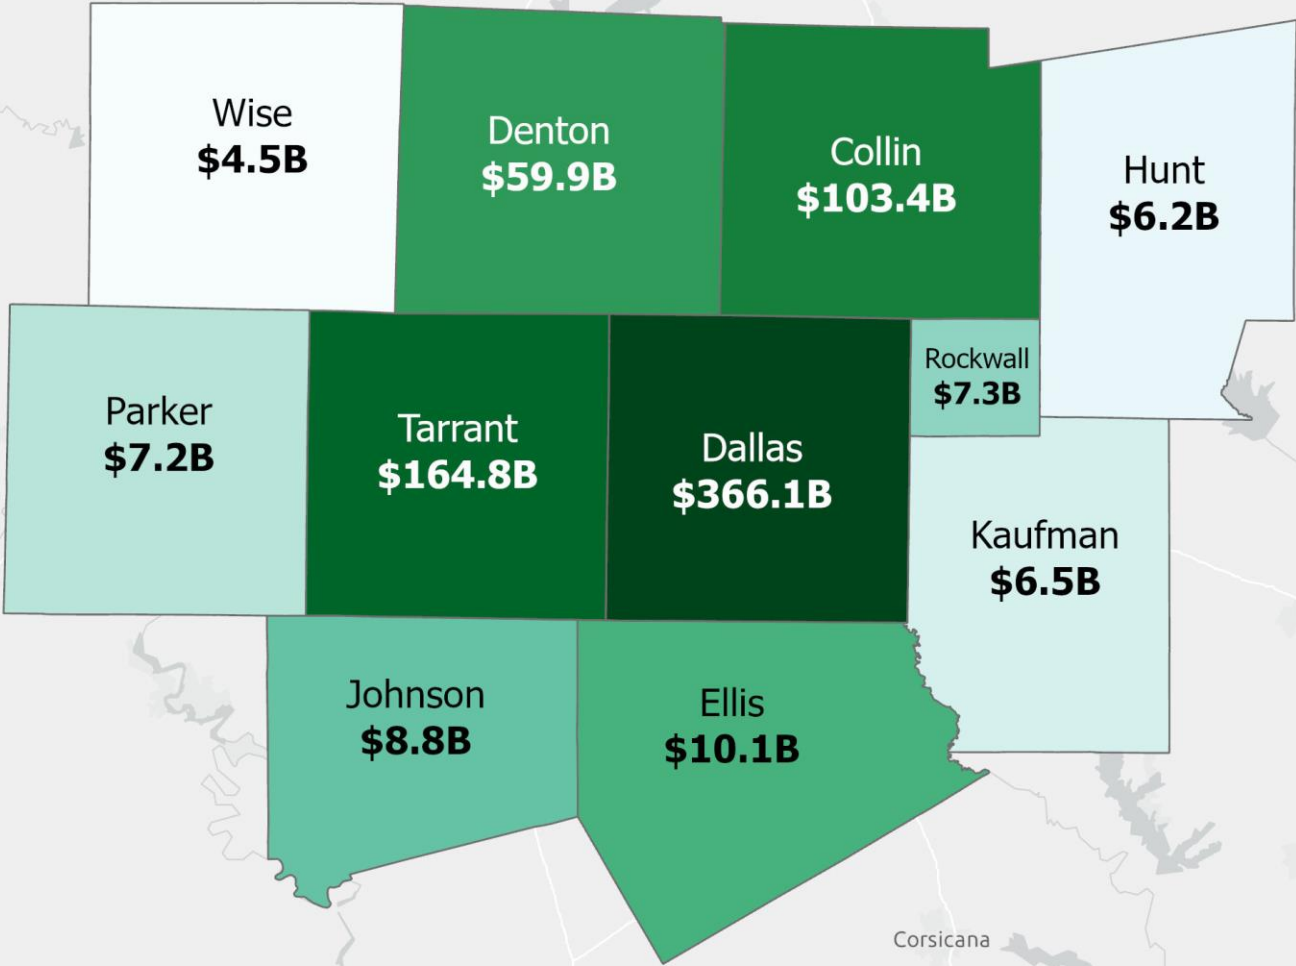 Wise
$4.5B
Denton
$59.9B
Collin
$103.4B
Hunt
$6.2B
Parker
$7.2B
Tarrant
$164.8B
Dallas
$366.1B
Rockwall
$7.3B
Kaufman
$6.5B
Johnson
$8.8B
Ellis
$10.1B
Corsicana